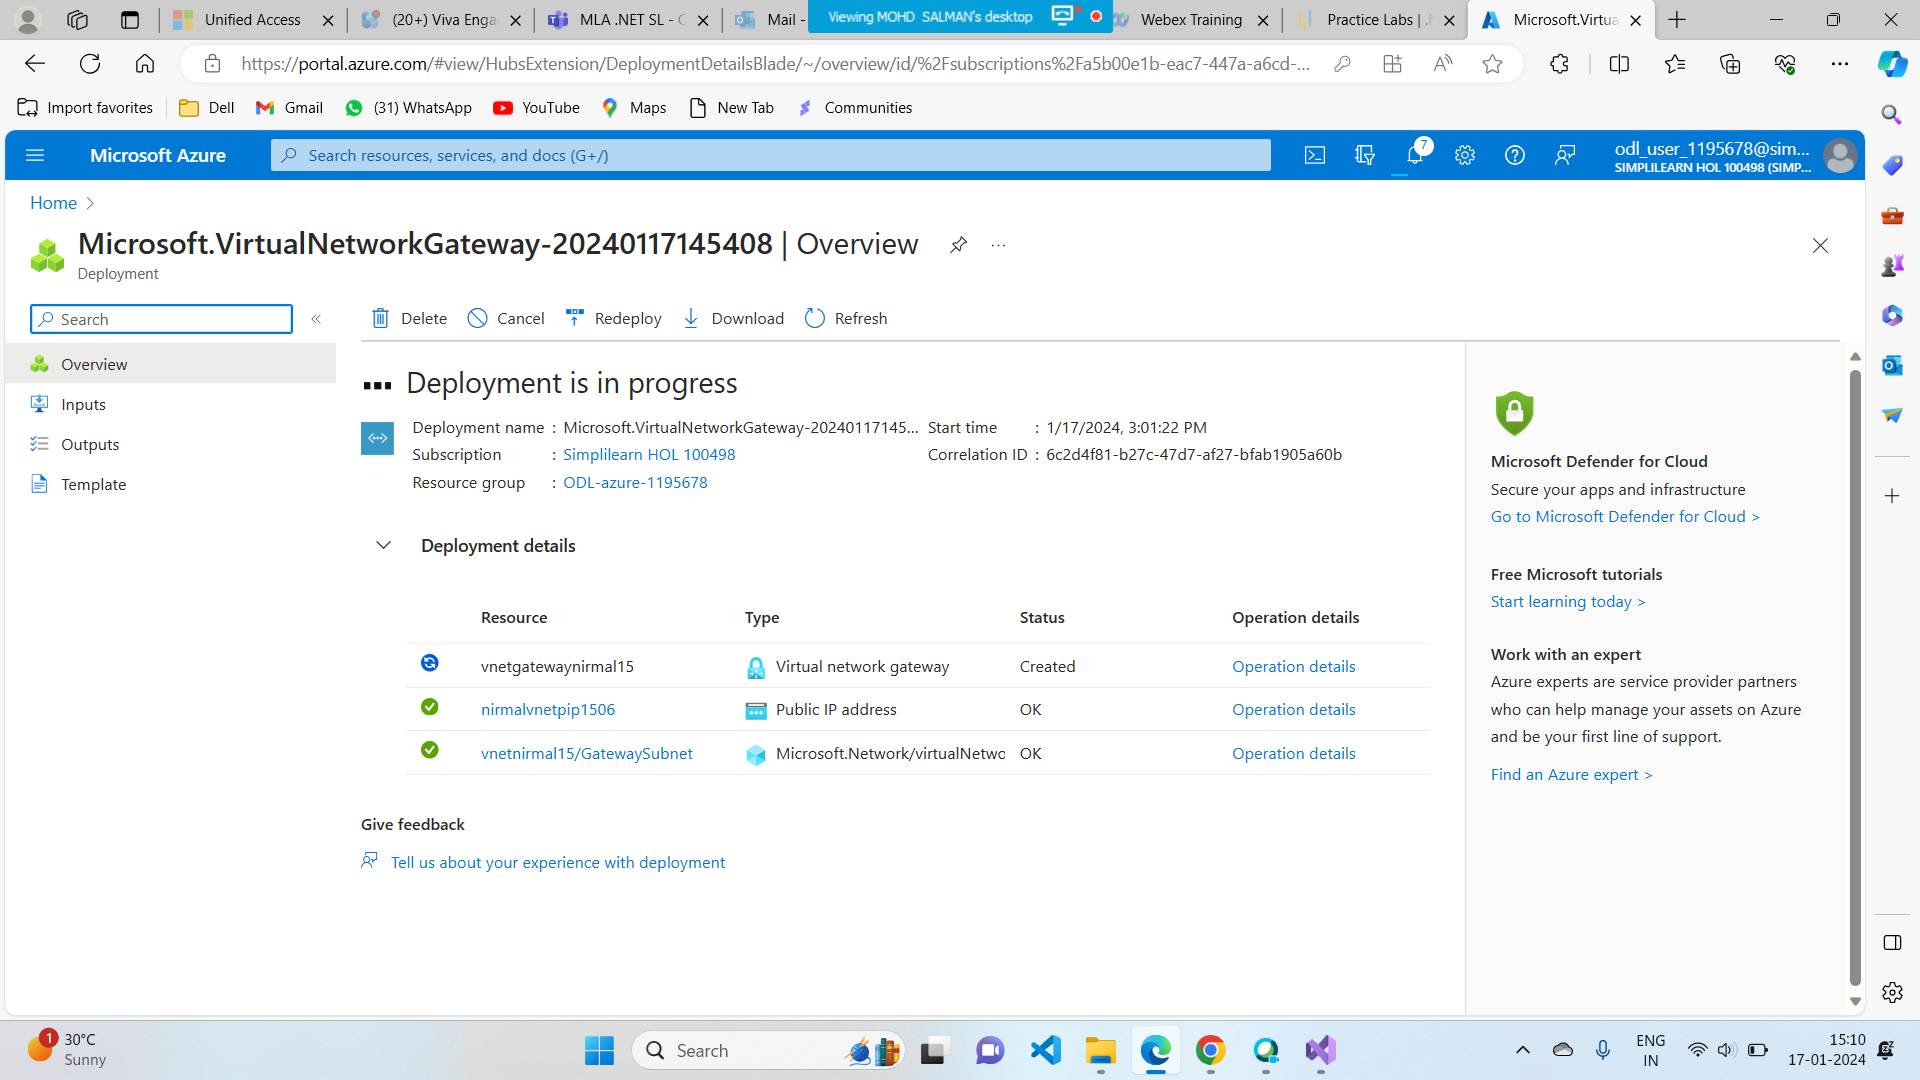 Unified Access
(20+) Viva Enga
MLA .NET SL - C
Mail -
Viewing MOHD SALMAN's desktop
Webex Training
Practice Labs | .N
Microsoft.Virtua
https://portal.azure.com/#view/HubsExtension/DeploymentDetailsBlade/~/overview/id/%2Fsubscriptions%2Fa5b00e1b-eac7-447a-a6cd-...
Import favorites
Dell
Gmail
(31) WhatsApp
YouTube
Maps
New Tab
Communities
Microsoft Azure
Search resources, services, and docs (G+/)
7
odl_user_1195678@sim...
SIMPLILEARN HOL 100498 (SIMP...
Home
Microsoft.VirtualNetworkGateway-20240117145408 | Overview
Deployment
Search
Delete
Cancel
Redeploy
Download
Refresh
Overview
Inputs
Outputs
Template
Deployment is in progress
Deployment name : Microsoft.VirtualNetworkGateway-20240117145...
Subscription : Simplilearn HOL 100498
Resource group : ODL-azure-1195678
Start time : 1/17/2024, 3:01:22 PM
Correlation ID : 6c2d4f81-b27c-47d7-af27-bfab1905a60b
Deployment details
Resource Type Status Operation details
vnetgatewaynirmal15 Virtual network gateway Created Operation details
nirmalvnetpip1506 Public IP address OK Operation details
vnetnirmal15/GatewaySubnet Microsoft.Network/virtualNetwo OK Operation details
Give feedback
Tell us about your experience with deployment
Microsoft Defender for Cloud
Secure your apps and infrastructure
Go to Microsoft Defender for Cloud >
Free Microsoft tutorials
Start learning today >
Work with an expert
Azure experts are service provider partners
who can help manage your assets on Azure
and be your first line of support.
Find an Azure expert >
1
30°C
Sunny
Search
ENG
IN
15:10
17-01-2024